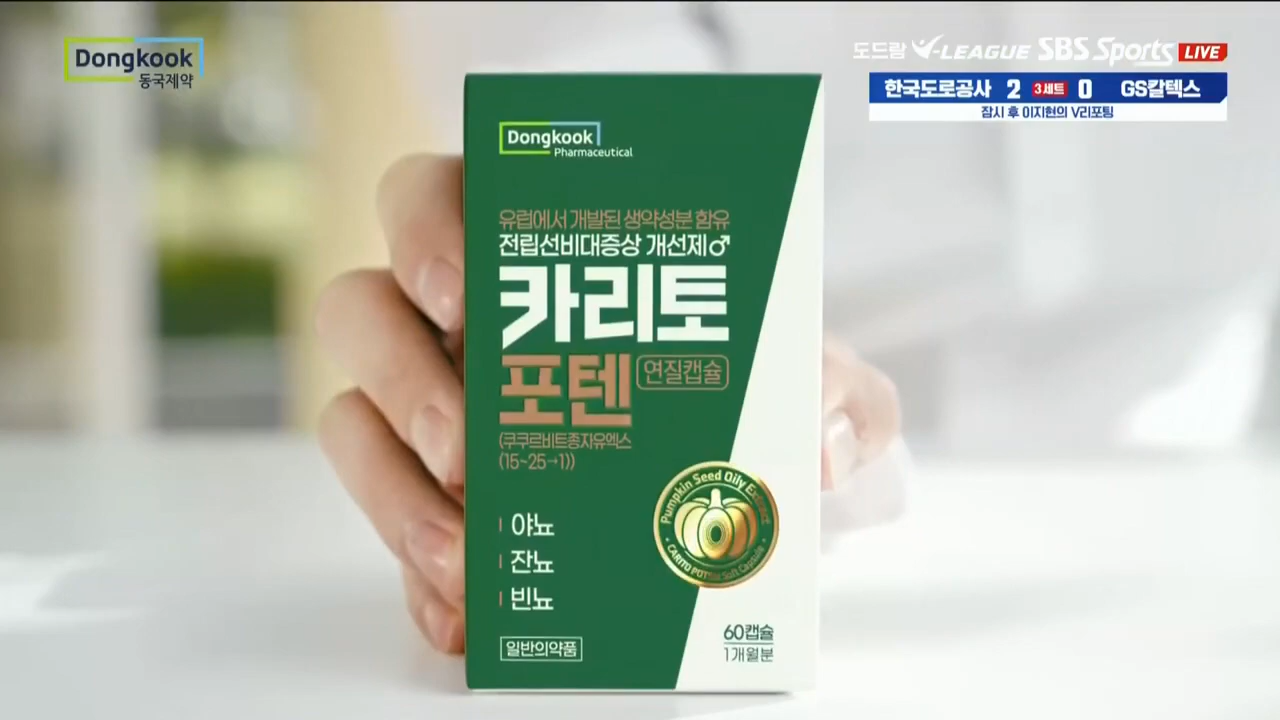 Dongkook
동국제약
도드람 V-LEAGUE SBS Sports LIVE
한국도로공사 2 3세트 0 GS칼텍스
잠시 후 이지현의 V리포팅
Dongkook
Pharmaceutical
유럽에서 개발된 생약성분 함유
전립선비대증상 개선제♂
카리토
포텐 연질캡슐
(쿠쿠르비트종자유엑스
(15~25→1))
Pumpkin Seed Oily Extract
CARITO POTEN Soft Capsule
야뇨
잔뇨
빈뇨
일반의약품
60캡슐
1개월분